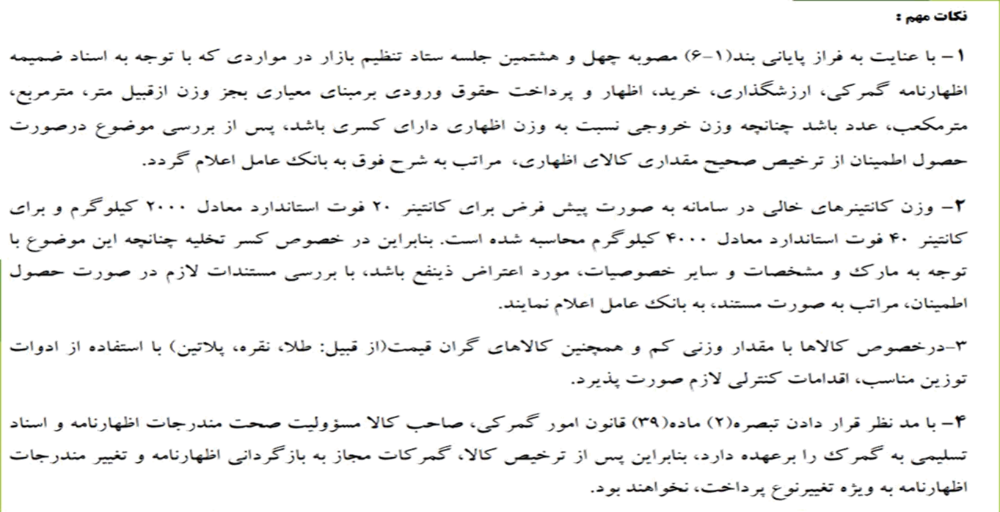 نکات مهم :
۱- با عنایت به فراز پایانی بند(۱-۶) مصوبه چهل و هشتمین جلسه ستاد تنظیم بازار در مواردی که با توجه به اسناد ضمیمه
اظهارنامه گمرکی، ارزشگذاری، خرید، اظهار و پرداخت حقوق ورودی برمبنای معیاری بجز وزن ازقبیل متر، مترمربع،
مترمکعب، عدد باشد چنانچه وزن خروجی نسبت به وزن اظهاری دارای کسری باشد، پس از بررسی موضوع درصورت
حصول اطمینان از ترخیص صحیح مقداری کالای اظهاری، مراتب به شرح فوق به بانک عامل اعلام گردد.
۲- وزن کانتینرهای خالی در سامانه به صورت پیش فرض برای کانتینر ۲۰ فوت استاندارد معادل ۲۰۰۰ کیلوگرم و برای
کانتینر ۴۰ فوت استاندارد معادل ۴۰۰۰ کیلوگرم محاسبه شده است. بنابراین در خصوص کسر تخلیه چنانچه این موضوع با
توجه به مارک و مشخصات و سایر خصوصیات، مورد اعتراض ذینفع باشد، با بررسی مستندات لازم در صورت حصول
اطمینان، مراتب به صورت مستند، به بانک عامل اعلام نمایند.
۳-درخصوص کالاها با مقدار وزنی کم و همچنین کالاهای گران قیمت(از قبیل: طلا، نقره، پلاتین) با استفاده از ادوات
توزین مناسب، اقدامات کنترلی لازم صورت پذیرد.
۴- با مد نظر قرار دادن تبصره(۲) ماده(۳۹) قانون امور گمرکی، صاحب کالا مسؤولیت صحت مندرجات اظهارنامه و اسناد
تسلیمی به گمرک را برعهده دارد، بنابراین پس از ترخیص کالا، گمرکات مجاز به بازگردانی اظهارنامه و تغییر مندرجات
اظهارنامه به ویژه تغییرنوع پرداخت، نخواهند بود.